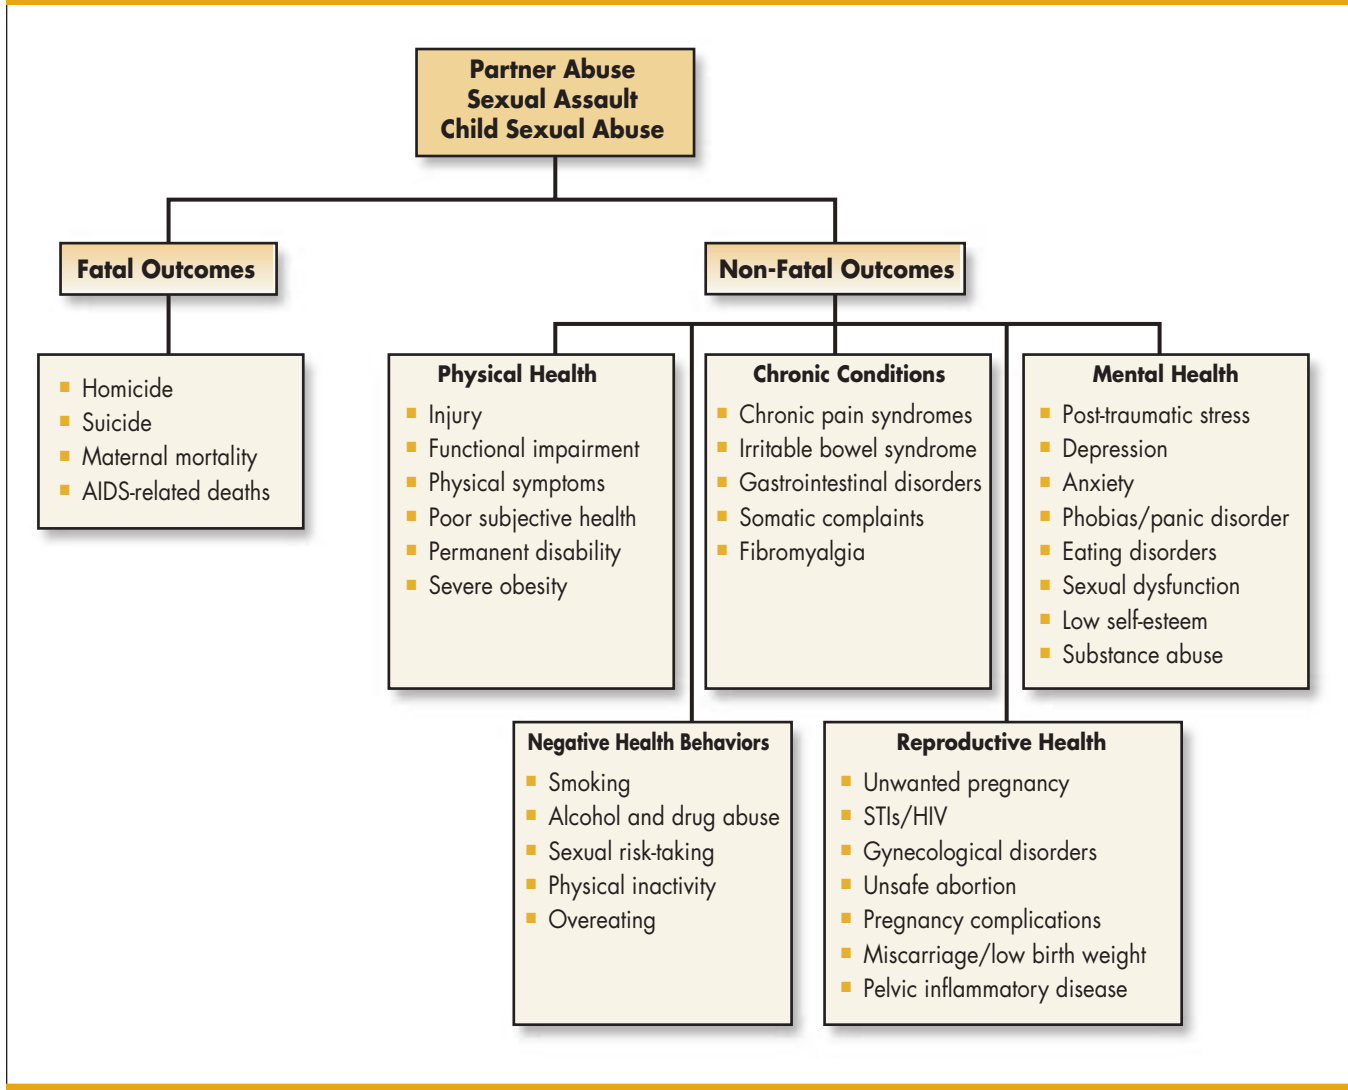 Partner Abuse
Sexual Assault
Child Sexual Abuse
Fatal Outcomes
Non-Fatal Outcomes
Homicide
Suicide
Maternal mortality
AIDS-related deaths
Physical Health
Injury
Functional impairment
Physical symptoms
Poor subjective health
Permanent disability
Severe obesity
Chronic Conditions
Chronic pain syndromes
Irritable bowel syndrome
Gastrointestinal disorders
Somatic complaints
Fibromyalgia
Mental Health
Post-traumatic stress
Depression
Anxiety
Phobias/panic disorder
Eating disorders
Sexual dysfunction
Low self-esteem
Substance abuse
Negative Health Behaviors
Smoking
Alcohol and drug abuse
Sexual risk-taking
Physical inactivity
Overeating
Reproductive Health
Unwanted pregnancy
STIs/HIV
Gynecological disorders
Unsafe abortion
Pregnancy complications
Miscarriage/low birth weight
Pelvic inflammatory disease